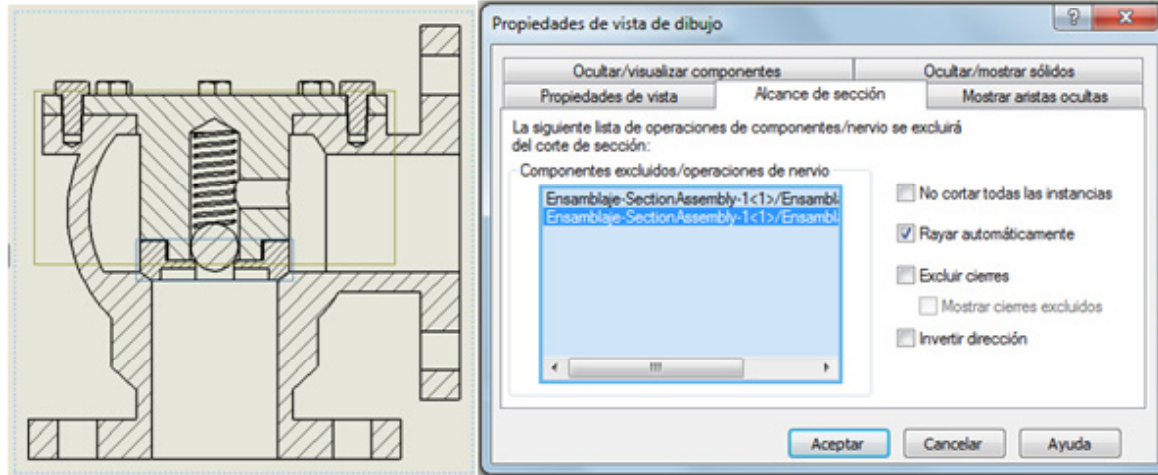 Propiedades de vista de dibujo
Ocultar/visualizar componentes
Ocultar/mostrar sólidos
Propiedades de vista
Alcance de sección
Mostrar aristas ocultas
La siguiente lista de operaciones de componentes/nervio se excluirá
del corte de sección:
Componentes excluidos/operaciones de nervio
Ensamblaje-SectionAssembly-1<1>/Ensambl
Ensamblaje-SectionAssembly-1<1>/Ensambl
No cortar todas las instancias
Rayar automáticamente
Excluir cierres
Mostrar cierres excluidos
Invertir dirección
Aceptar
Cancelar
Ayuda